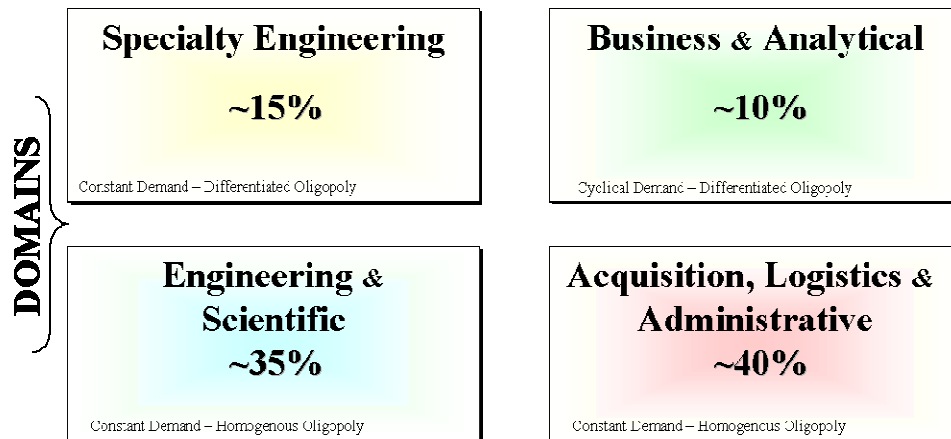 DOMAINS
Specialty Engineering
~15%
Constant Demand – Differentiated Oligopoly
Business & Analytical
~10%
Cyclical Demand – Differentiated Oligopoly
Engineering &
Scientific
~35%
Constant Demand – Homogenous Oligopoly
Acquisition, Logistics &
Administrative
~40%
Constant Demand – Homogenous Oligopoly